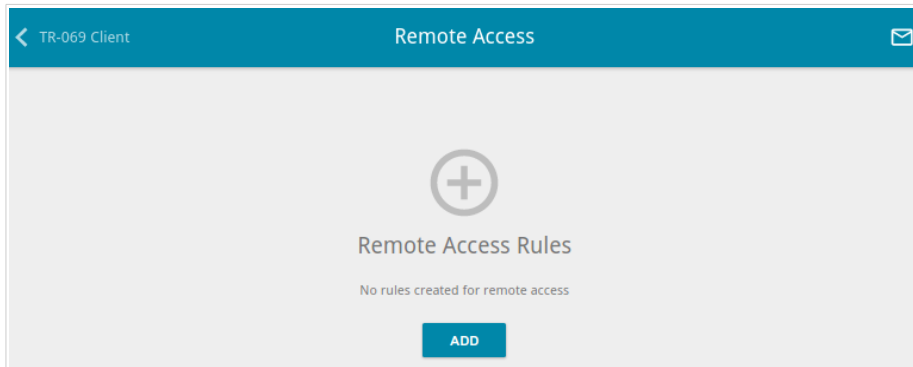 TR-069 Client
Remote Access
Remote Access Rules
No rules created for remote access
ADD